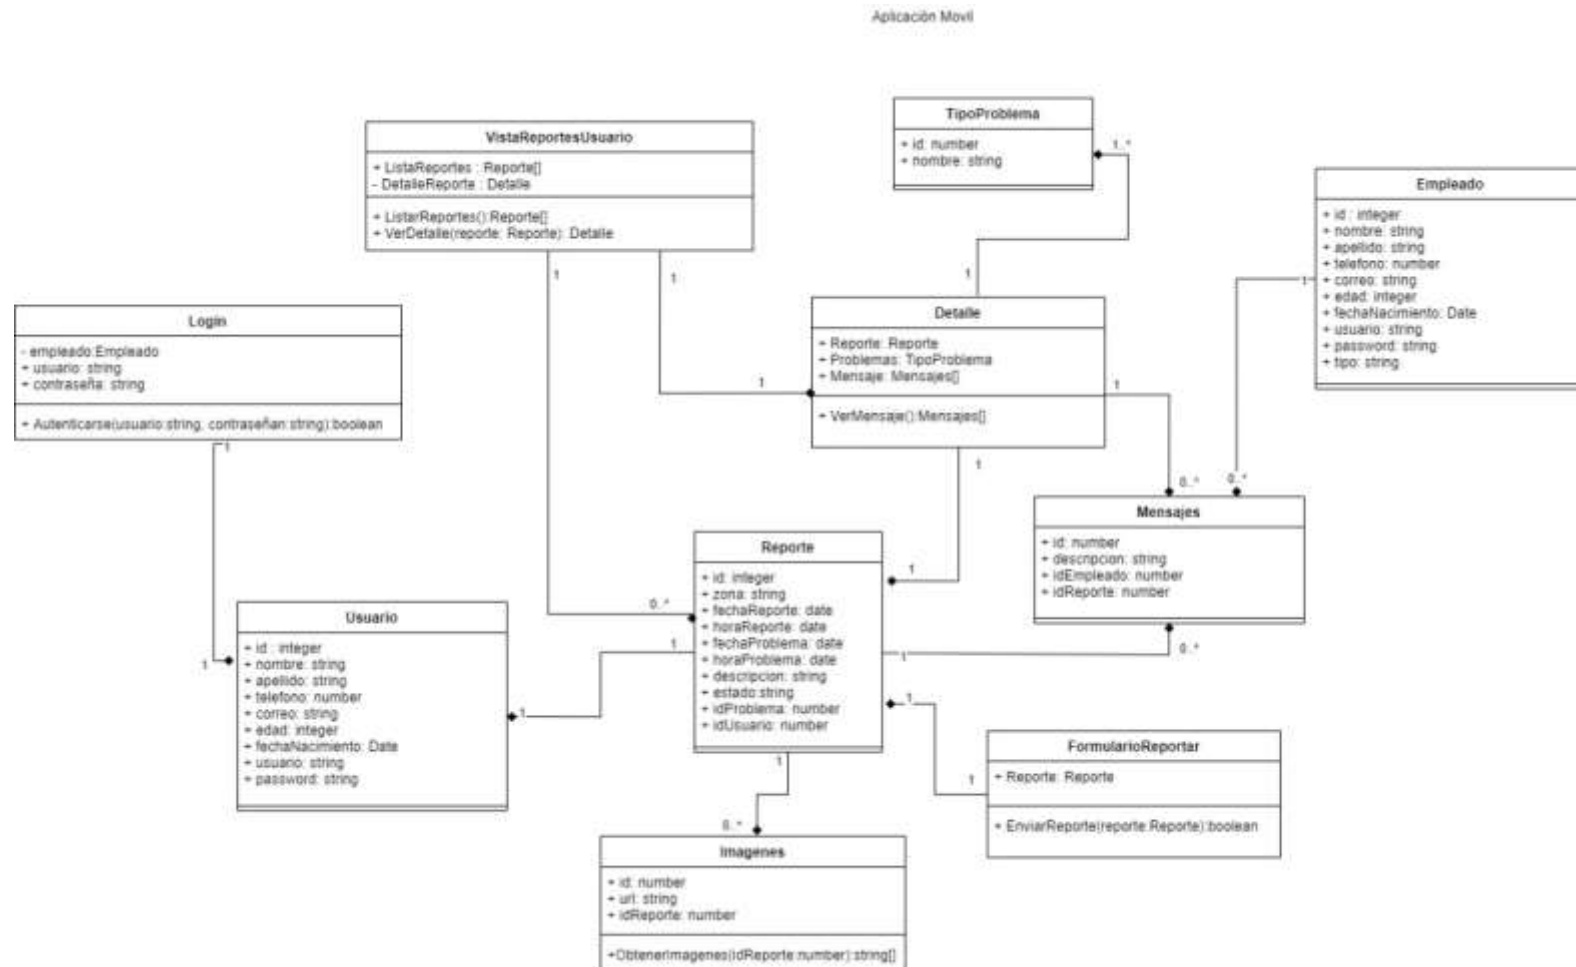 Aplicación Movil
TipoProblema
+ id: number
+ nombre: string
1..*
VistaReportesUsuario
+ ListaReportes : Reporte[]
- DetalleReporte : Detalle
+ ListarReportes():Reporte[]
+ VerDetalle(reporte: Reporte): Detalle
1
1
Empleado
+ id : integer
+ nombre: string
+ apellido: string
+ telefono: number
+ correo: string
+ edad: integer
+ fechaNacimiento: Date
+ usuario: string
+ password: string
+ tipo: string
1
1
Detalle
+ Reporte: Reporte
+ Problemas: TipoProblema
+ Mensaje: Mensajes[]
+ VerMensaje():Mensajes[]
1
1
1
Login
- empleado:Empleado
+ usuario: string
+ contraseña: string
+ Autenticarse(usuario:string, contraseñan:string):boolean
1
0..*
0..*
Mensajes
+ id: number
+ descripcion: string
+ idEmpleado: number
+ idReporte: number
0..*
Reporte
+ id: integer
+ zona: string
+ fechaReporte: date
+ horaReporte: date
+ fechaProblema: date
+ horaProblema: date
+ descripcion: string
+ estado:string
+ idProblema: number
+ idUsuario: number
1
0..*
1
1
1
1
Usuario
+ id : integer
+ nombre: string
+ apellido: string
+ telefono: number
+ correo: string
+ edad: integer
+ fechaNacimiento: Date
+ usuario: string
+ password: string
1
1
FormularioReportar
+ Reporte: Reporte
+ EnviarReporte(reporte:Reporte):boolean
1
0..*
Imagenes
+ id: number
+ url: string
+ idReporte: number
+ObtenerImagenes(idReporte:number):string[]